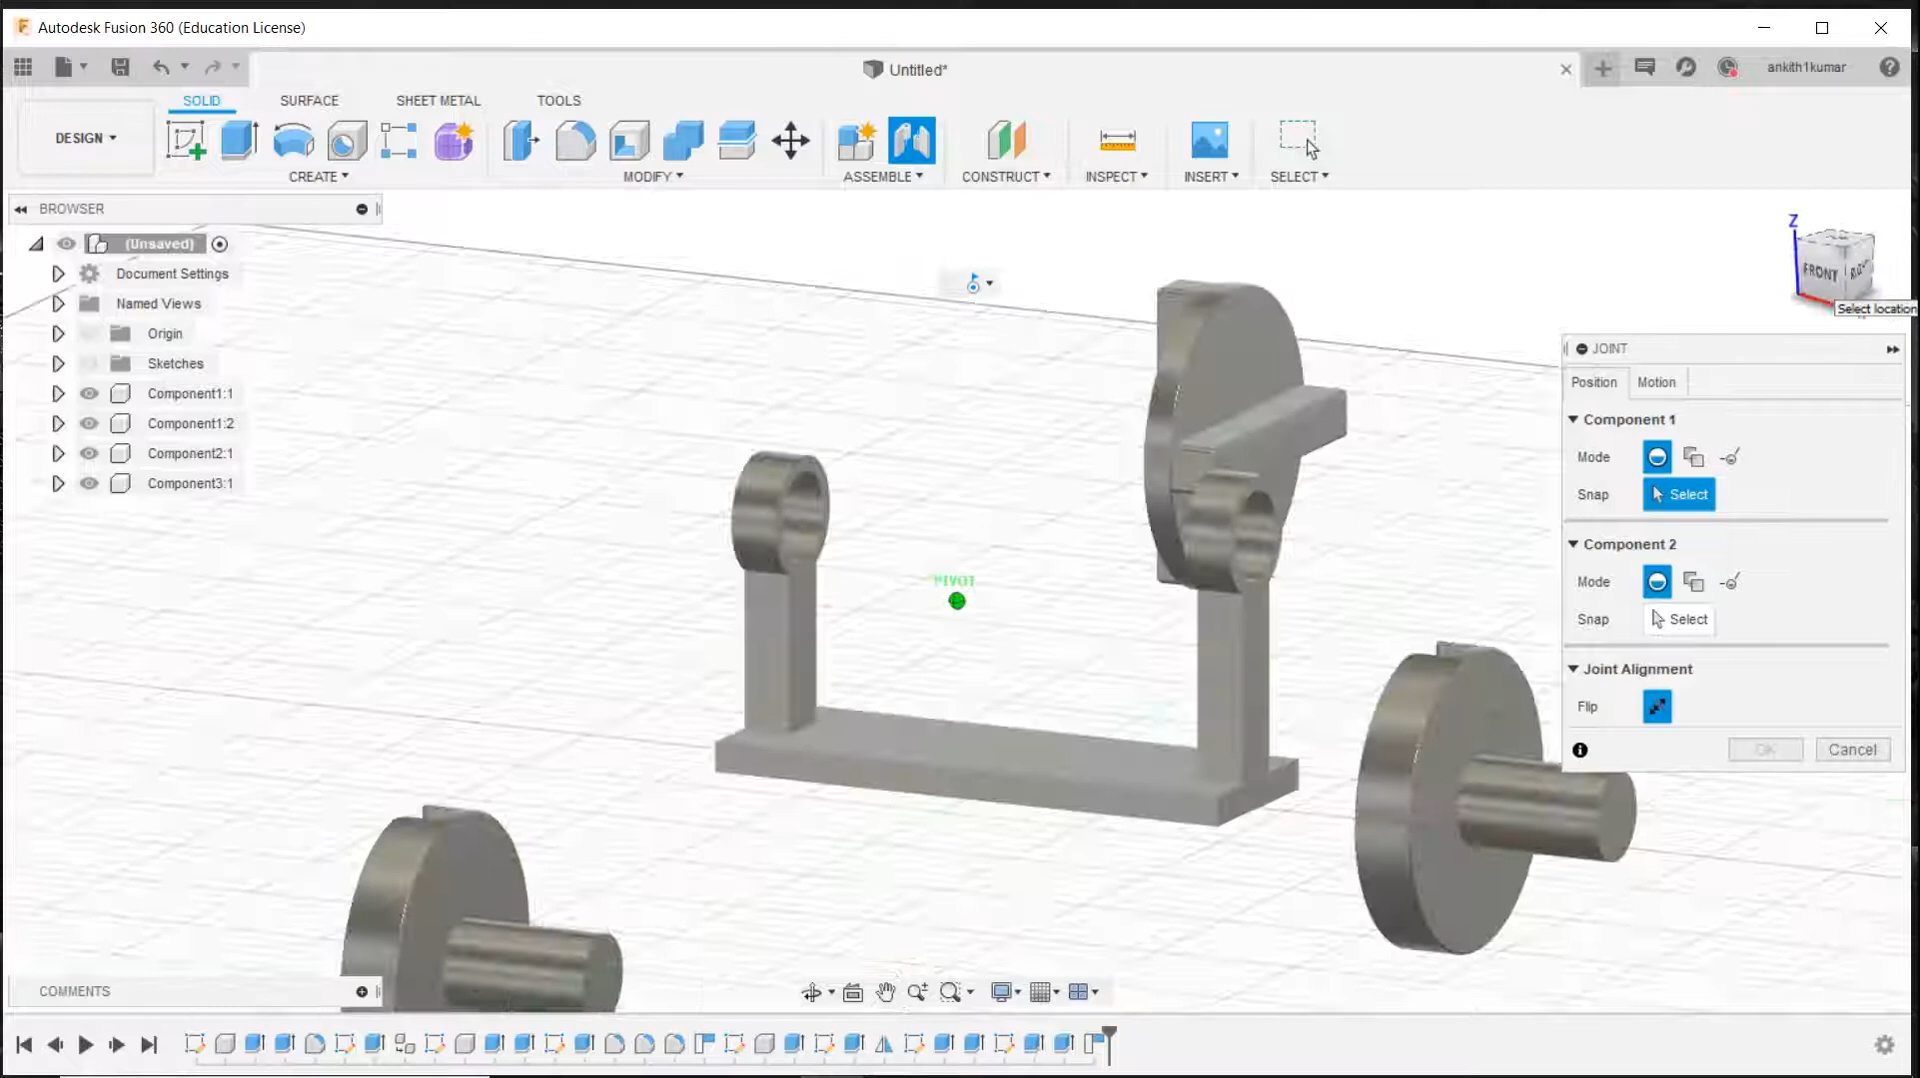 Autodesk Fusion 360 (Education License)
Untitled*
ankith1kumar
SOLID
SURFACE
SHEET METAL
TOOLS
DESIGN
CREATE
MODIFY
ASSEMBLE
CONSTRUCT
INSPECT
INSERT
SELECT
BROWSER
(Unsaved)
Document Settings
Named Views
Origin
Sketches
Component1:1
Component1:2
Component2:1
Component3:1
PIVOT
Z
FRONT
RIGHT
Select location
JOINT
Position
Motion
Component 1
Mode
Snap
Select
Component 2
Mode
Snap
Select
Joint Alignment
Flip
OK
Cancel
COMMENTS